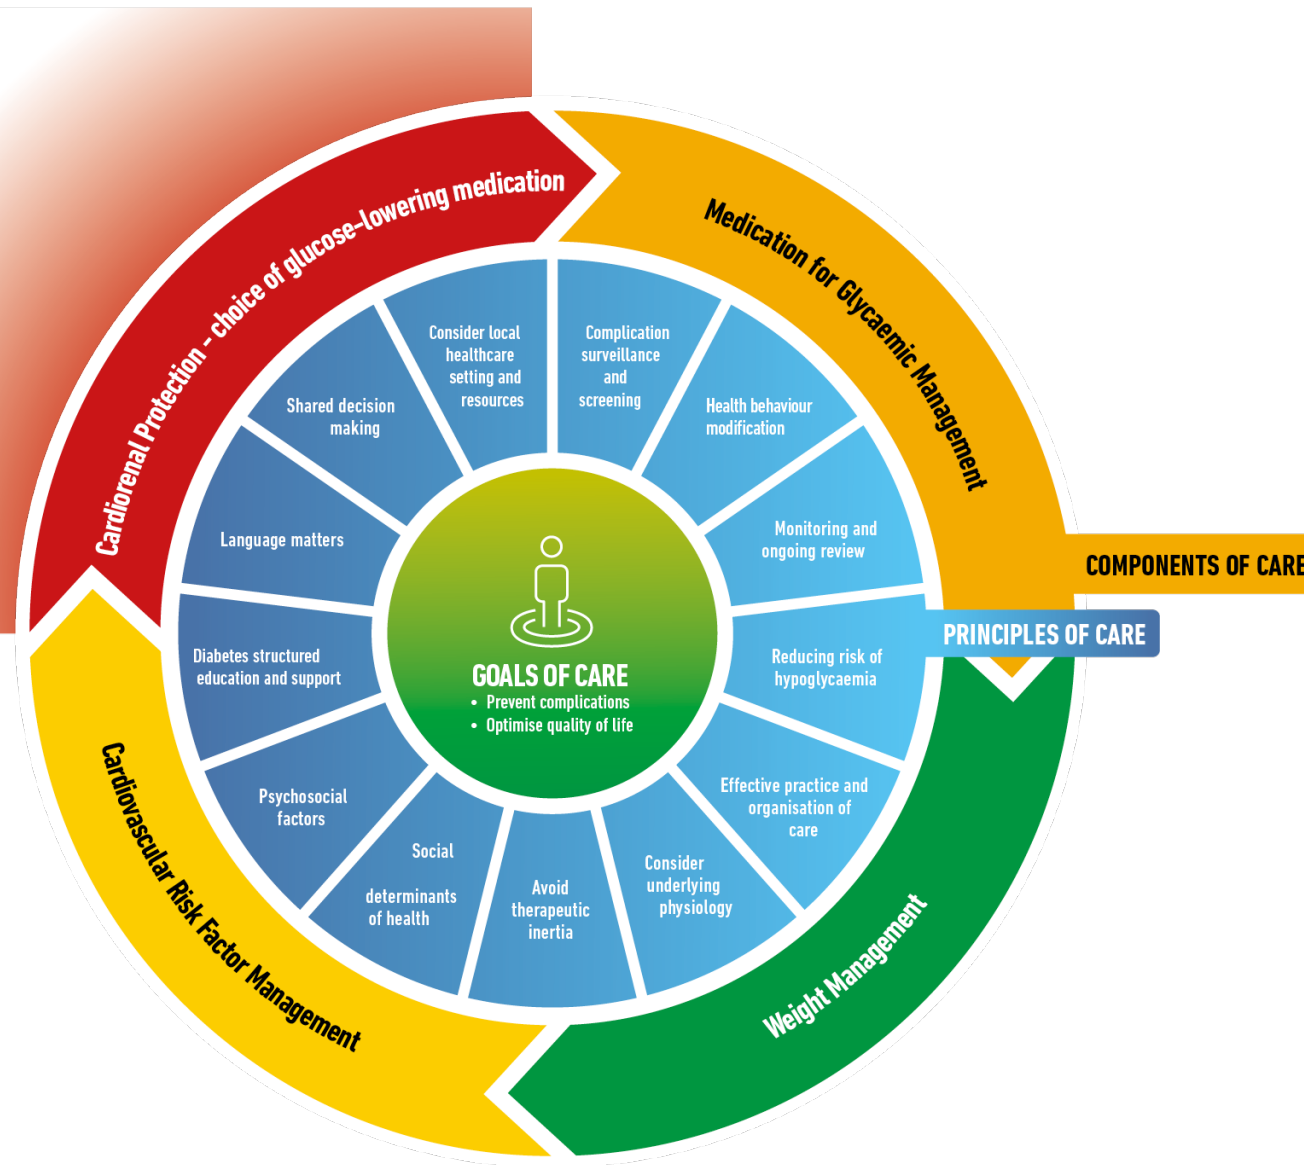 Cardiorenal Protection - choice of glucose-lowering medication
Medication for Glycaemic Management
Weight Management
Cardiovascular Risk Factor Management
COMPONENTS OF CARE
PRINCIPLES OF CARE
Consider local
healthcare
setting and
resources
Complication
surveillance
and
screening
Health behaviour
modification
Monitoring and
ongoing review
Reducing risk of
hypoglycaemia
Effective practice and
organisation of
care
Consider
underlying
physiology
Avoid
therapeutic
inertia
Social
determinants
of health
Psychosocial
factors
Diabetes structured
education and support
Language matters
Shared decision
making
GOALS OF CARE
• Prevent complications
• Optimise quality of life